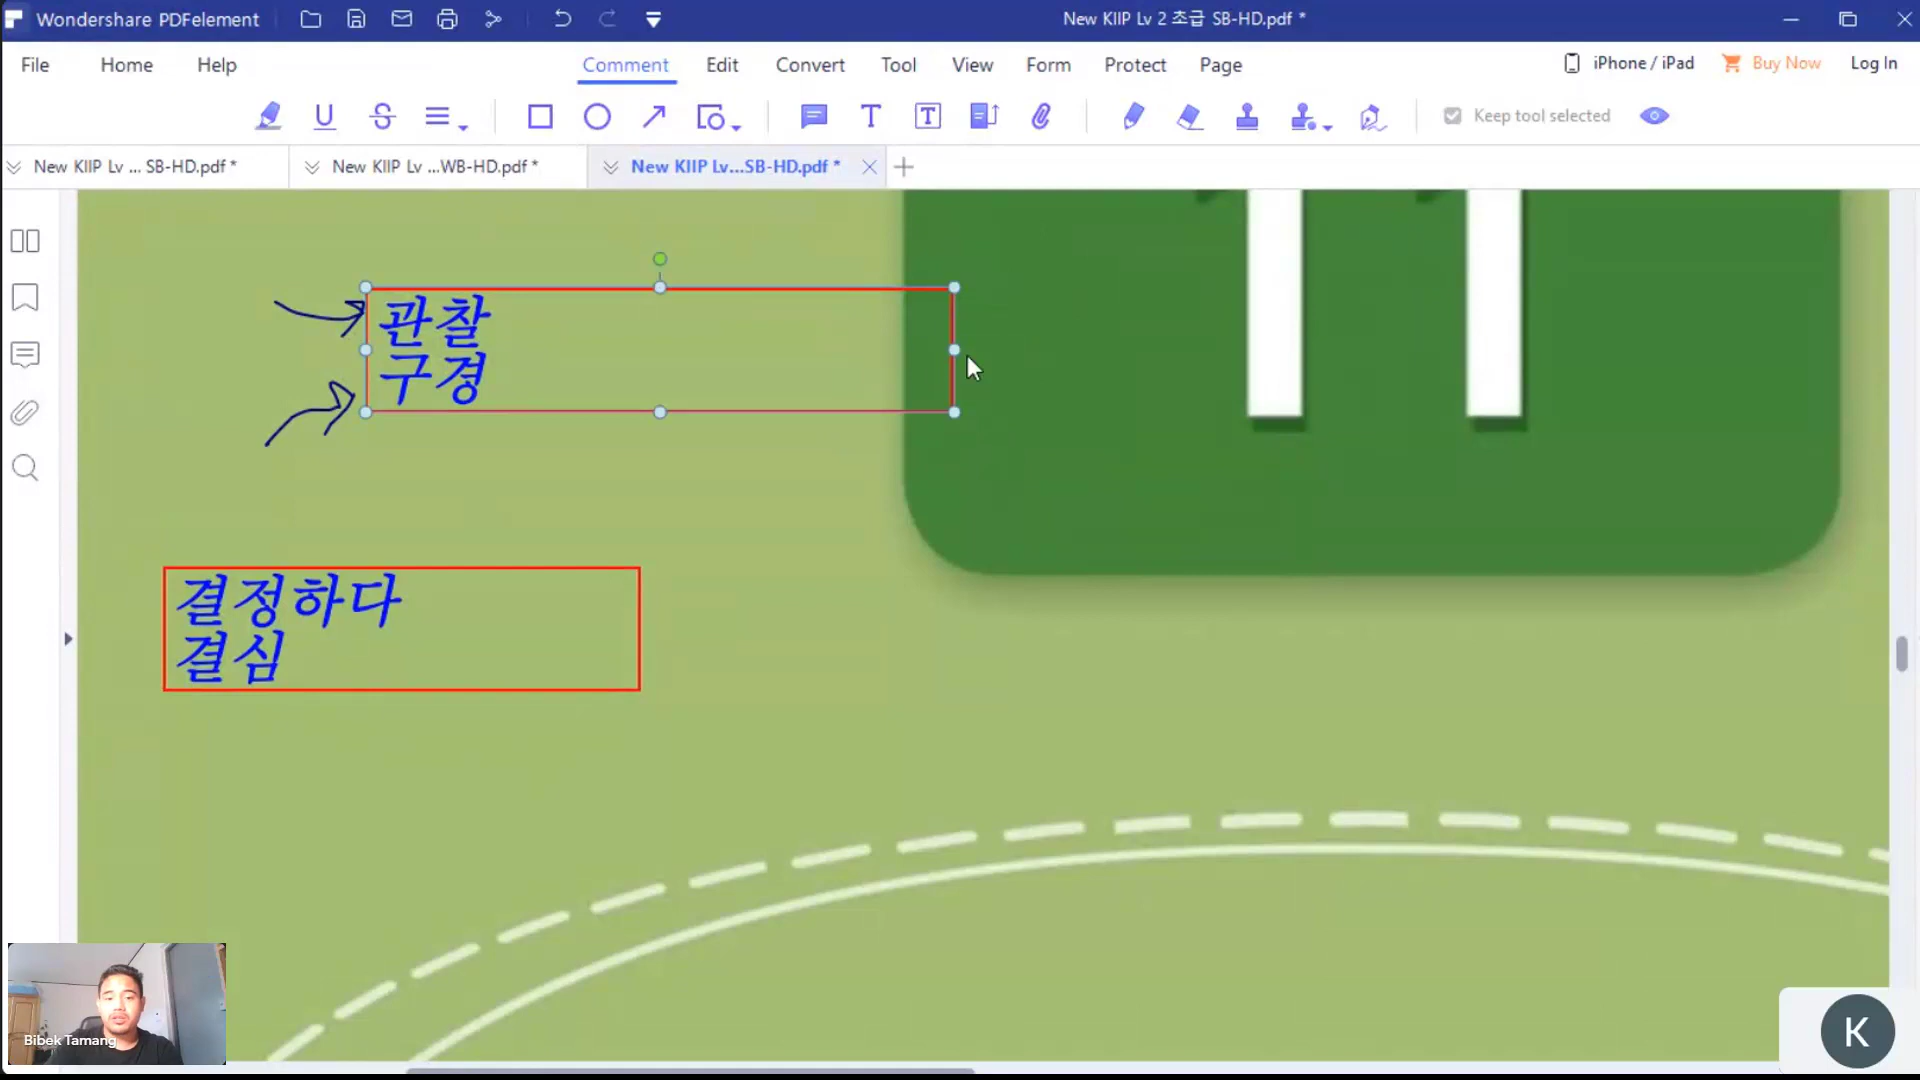 Wondershare PDFelement
New KIIP Lv 2 초급 SB-HD.pdf *
File Home Help Comment Edit Convert Tool View Form Protect Page iPhone / iPad Buy Now Log In
Keep tool selected
New KIIP Lv ... SB-HD.pdf * New KIIP Lv ...WB-HD.pdf * New KIIP Lv...SB-HD.pdf *
관찰
구경
결정하다
결심
Bibek Tamang
K